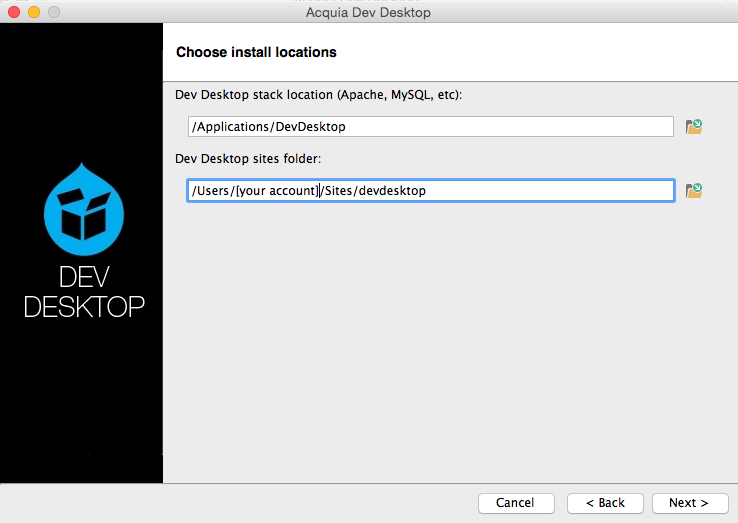 Acquia Dev Desktop
Choose install locations
Dev Desktop stack location (Apache, MySQL, etc):
/Applications/DevDesktop
Dev Desktop sites folder:
/Users/[your account]/Sites/devdesktop
DEV
DESKTOP
Cancel
< Back
Next >